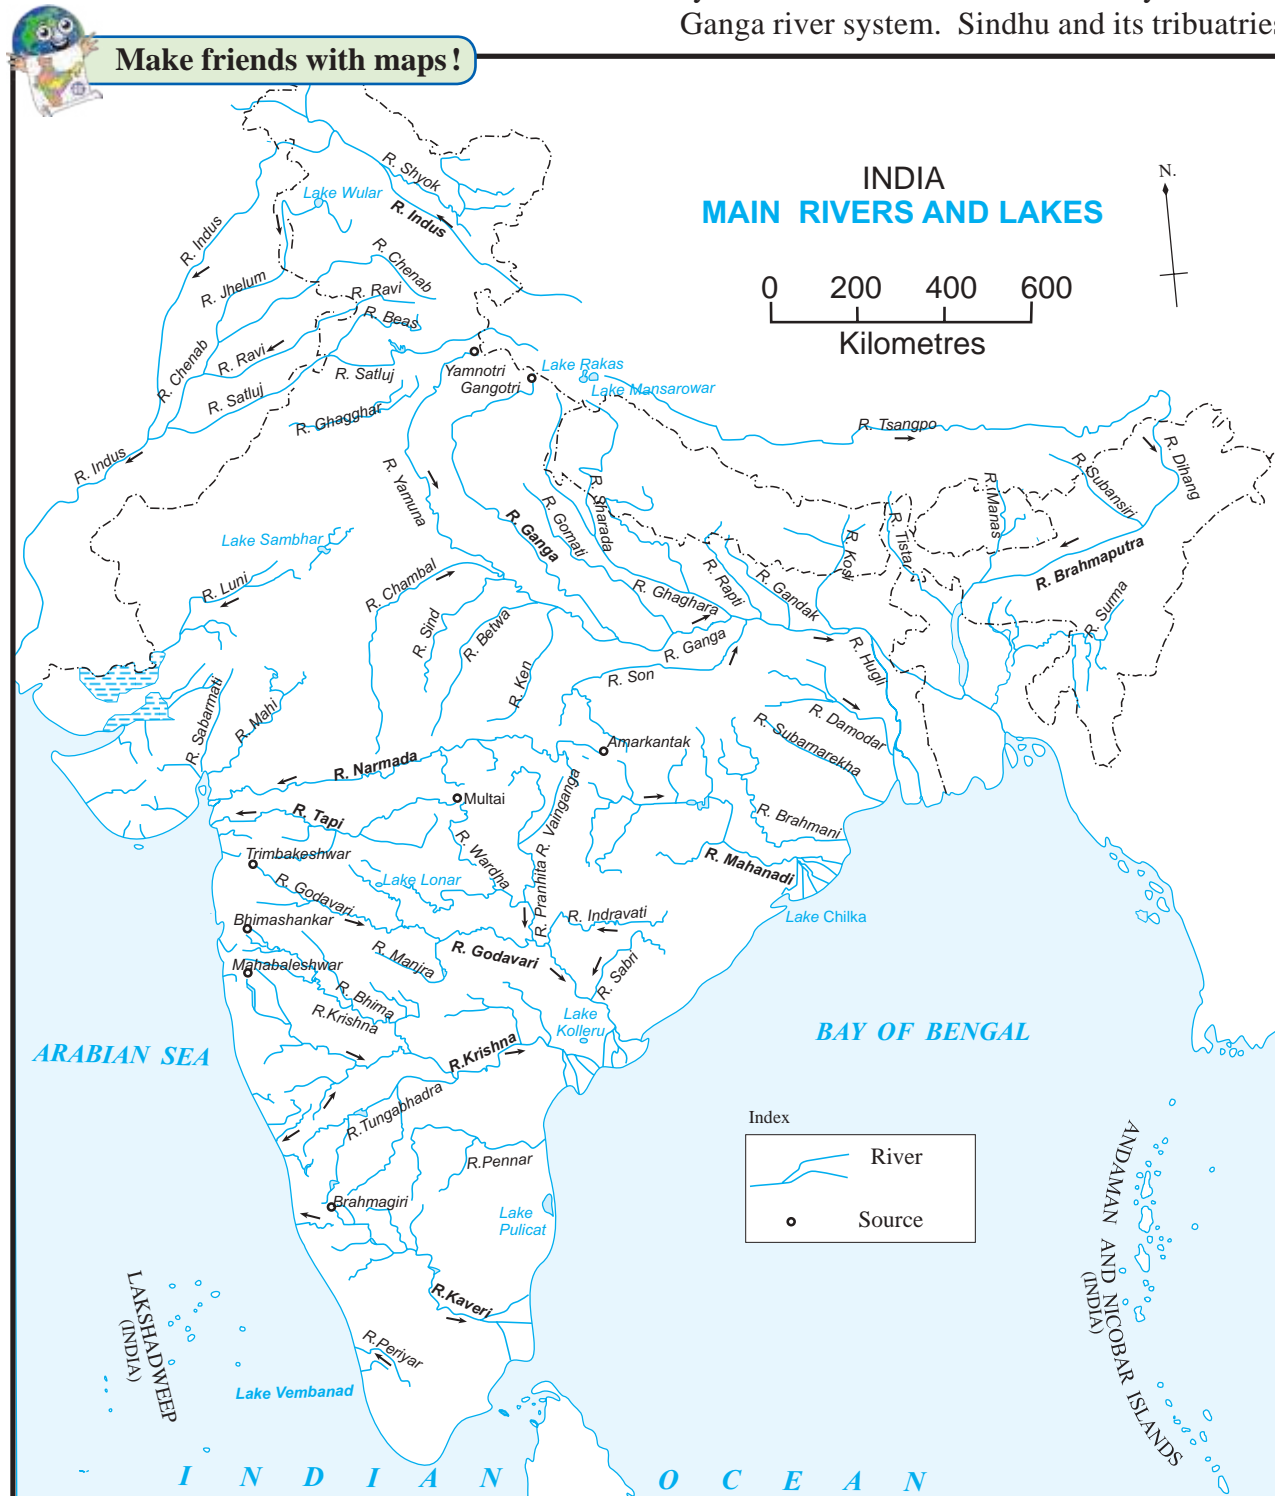 Ganga river system. Sindhu and its tribuatries
Make friends with maps!
INDIA
MAIN RIVERS AND LAKES
N.
0 200 400 600
Kilometres
R. Shyok
Lake Wular
R. Indus
R. Indus
R. Jhelum
R. Chenab
R. Ravi
R. Beas
R. Chenab
R. Ravi
R. Satluj
R. Satluj
R. Ghagghar
Yamnotri
Gangotri
Lake Rakas
Lake Mansarowar
R. Tsangpo
R. Dihang
R. Subansiri
R. Manas
R. Brahmaputra
R. Surma
R. Indus
R. Yamuna
R. Ganga
R. Gomati
R. Sharada
R. Tistar
R. Kosi
Lake Sambhar
R. Luni
R. Chambal
R. Sind
R. Betwa
R. Ken
R. Ghaghara
R. Rapti
R. Gandak
R. Ganga
R. Son
R. Hugli
R. Damodar
R. Subarnarekha
R. Sabarmati
R. Mahi
R. Narmada
Amarkantak
R. Tapi
Multai
R. Wardha
R. Prannita R. Vainganga
R. Brahmani
R. Mahanadi
Trimbakeshwar
R. Godavari
Lake Lonar
Lake Chilka
Bhimashankar
R. Indravati
R. Manjra
R. Godavari
R. Sabri
Mahabaleshwar
R. Bhima
R.Krishna
Lake
Kolleru
R.Krishna
ARABIAN SEA
BAY OF BENGAL
R.Tungabhadra
R.Pennar
Index
River
Source
Brahmagiri
Lake
Pulicat
R.Kaveri
R.Periyar
Lake Vembanad
LAKSHADWEEP
(INDIA)
ANDAMAN AND NICOBAR ISLANDS
(INDIA)
INDIAN OCEAN